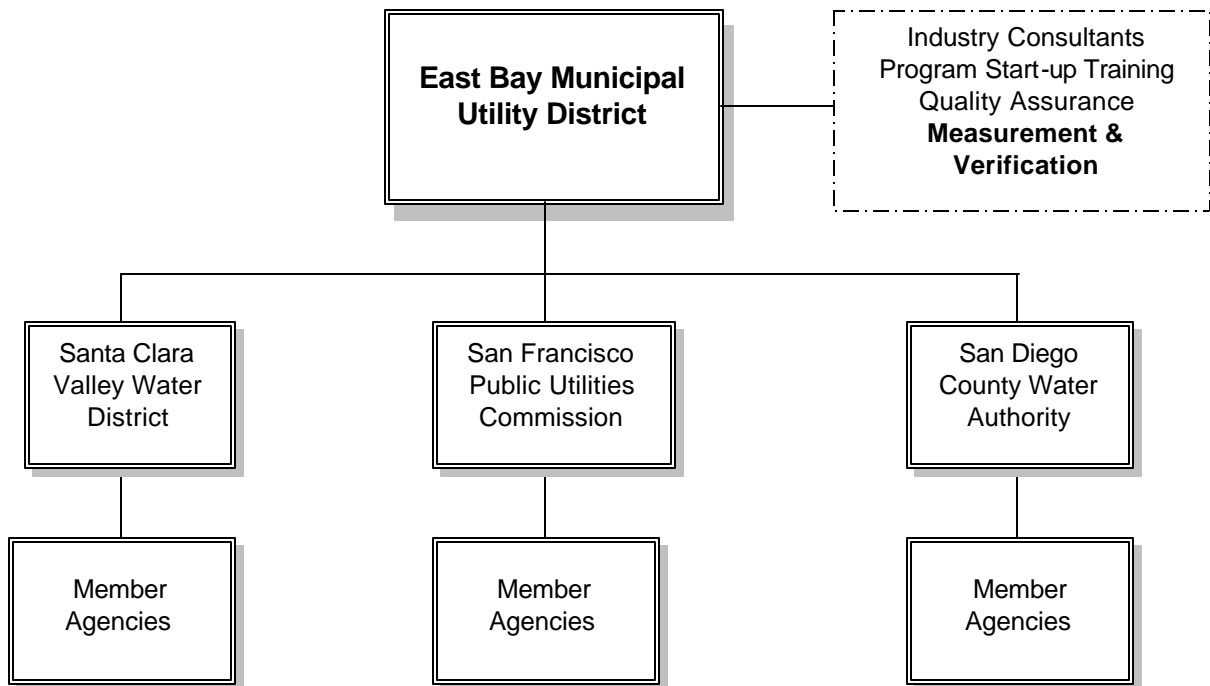 East Bay Municipal
Utility District
Industry Consultants
Program Start-up Training
Quality Assurance
Measurement &
Verification
Santa Clara
Valley Water
District
San Francisco
Public Utilities
Commission
San Diego
County Water
Authority
Member
Agencies
Member
Agencies
Member
Agencies